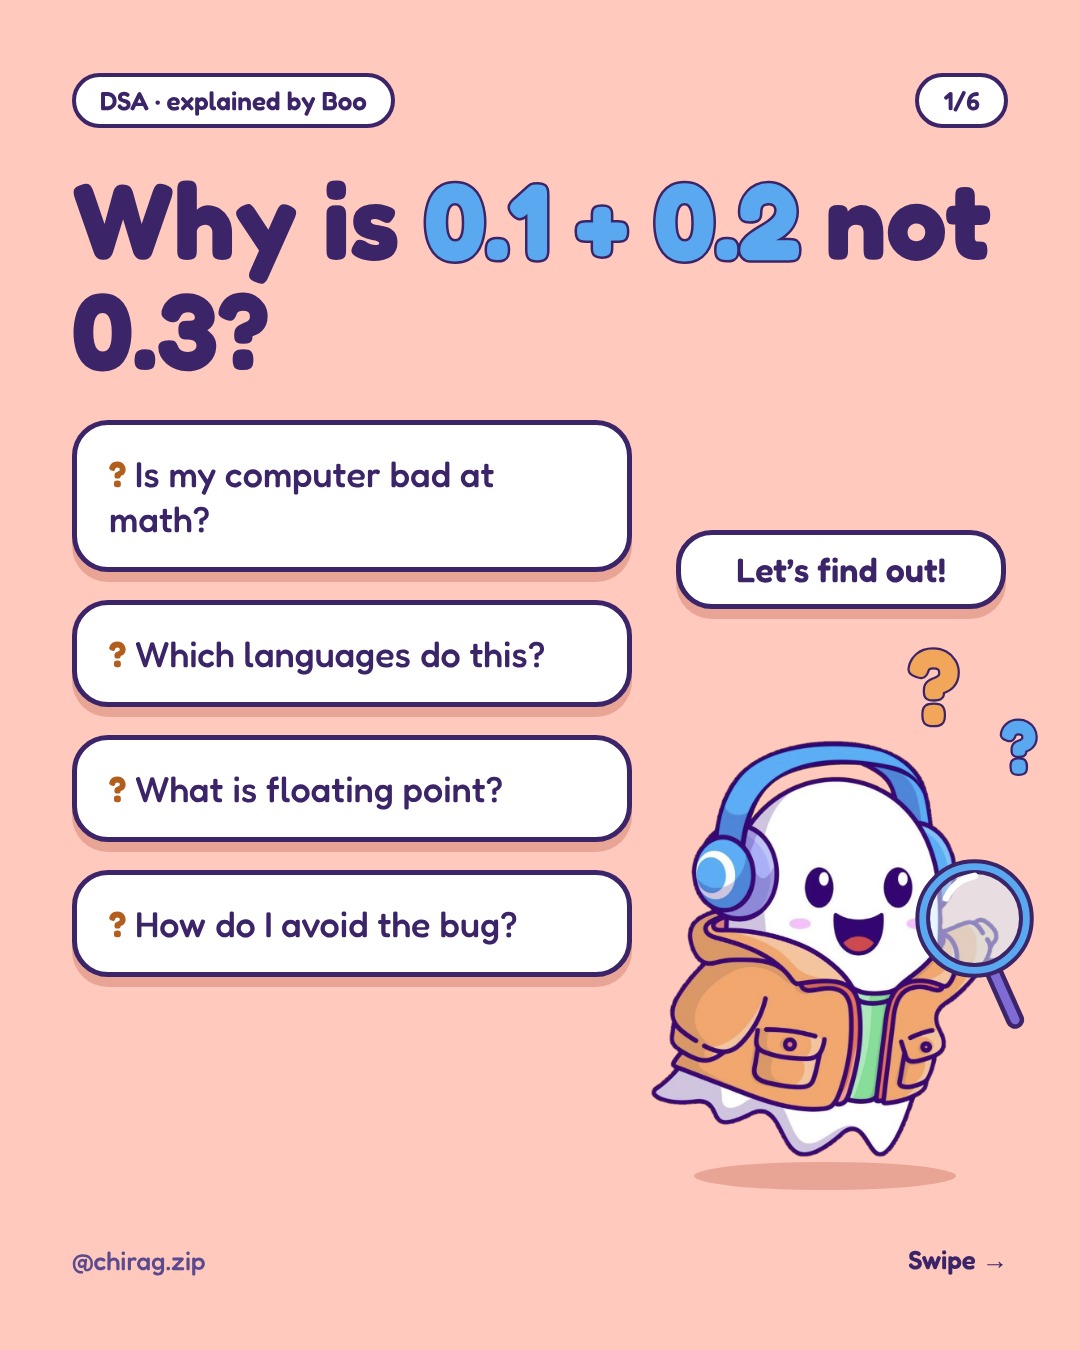 DSA · explained by Boo
1/6
Why is 0.1 + 0.2 not
0.3?
? Is my computer bad at
math?
? Which languages do this?
? What is floating point?
? How do I avoid the bug?
Let’s find out!
?
?
@chirag.zip
Swipe →